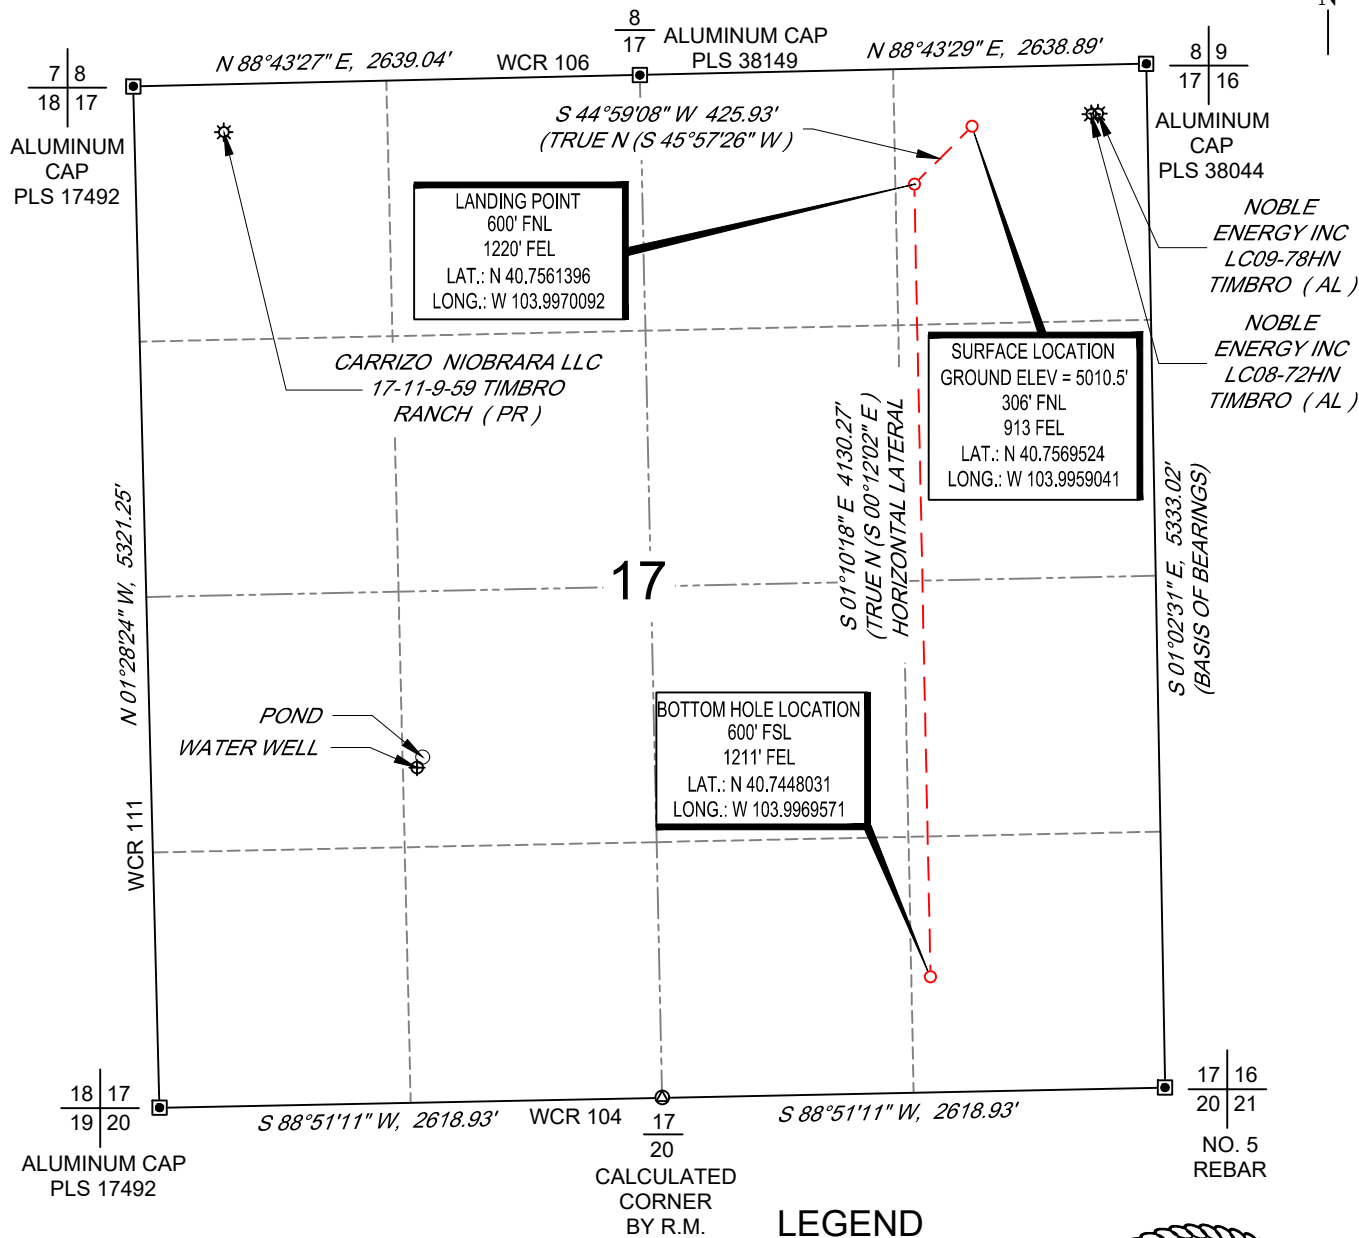 N
8
17
ALUMINUM CAP
PLS 38149
N 88°43'27" E, 2639.04'
WCR 106
N 88°43'29" E, 2638.89'
7 8
18 17
ALUMINUM
CAP
PLS 17492
8 9
17 16
ALUMINUM
CAP
PLS 38044
S 44°59'08" W 425.93'
(TRUE N (S 45°57'26" W )
LANDING POINT
600' FNL
1220' FEL
LAT.: N 40.7561396
LONG.: W 103.9970092
NOBLE
ENERGY INC
LC09-78HN
TIMBRO ( AL )
NOBLE
ENERGY INC
LC08-72HN
TIMBRO ( AL )
CARRIZO NIOBRARA LLC
17-11-9-59 TIMBRO
RANCH ( PR )
SURFACE LOCATION
GROUND ELEV = 5010.5'
306' FNL
913 FEL
LAT.: N 40.7569524
LONG.: W 103.9959041
S 01°10'18" E 4130.27'
(TRUE N (S 00°12'02" E )
HORIZONTAL LATERAL
N 01°28'24" W, 5321.25'
WCR 111
17
S 01°02'31" E, 5333.02'
(BASIS OF BEARINGS)
POND
WATER WELL
BOTTOM HOLE LOCATION
600' FSL
1211' FEL
LAT.: N 40.7448031
LONG.: W 103.9969571
18 17
19 20
ALUMINUM CAP
PLS 17492
S 88°51'11" W, 2618.93'
WCR 104
S 88°51'11" W, 2618.93'
17
20
CALCULATED
CORNER
BY R.M.
17 16
20 21
NO. 5
REBAR
LEGEND